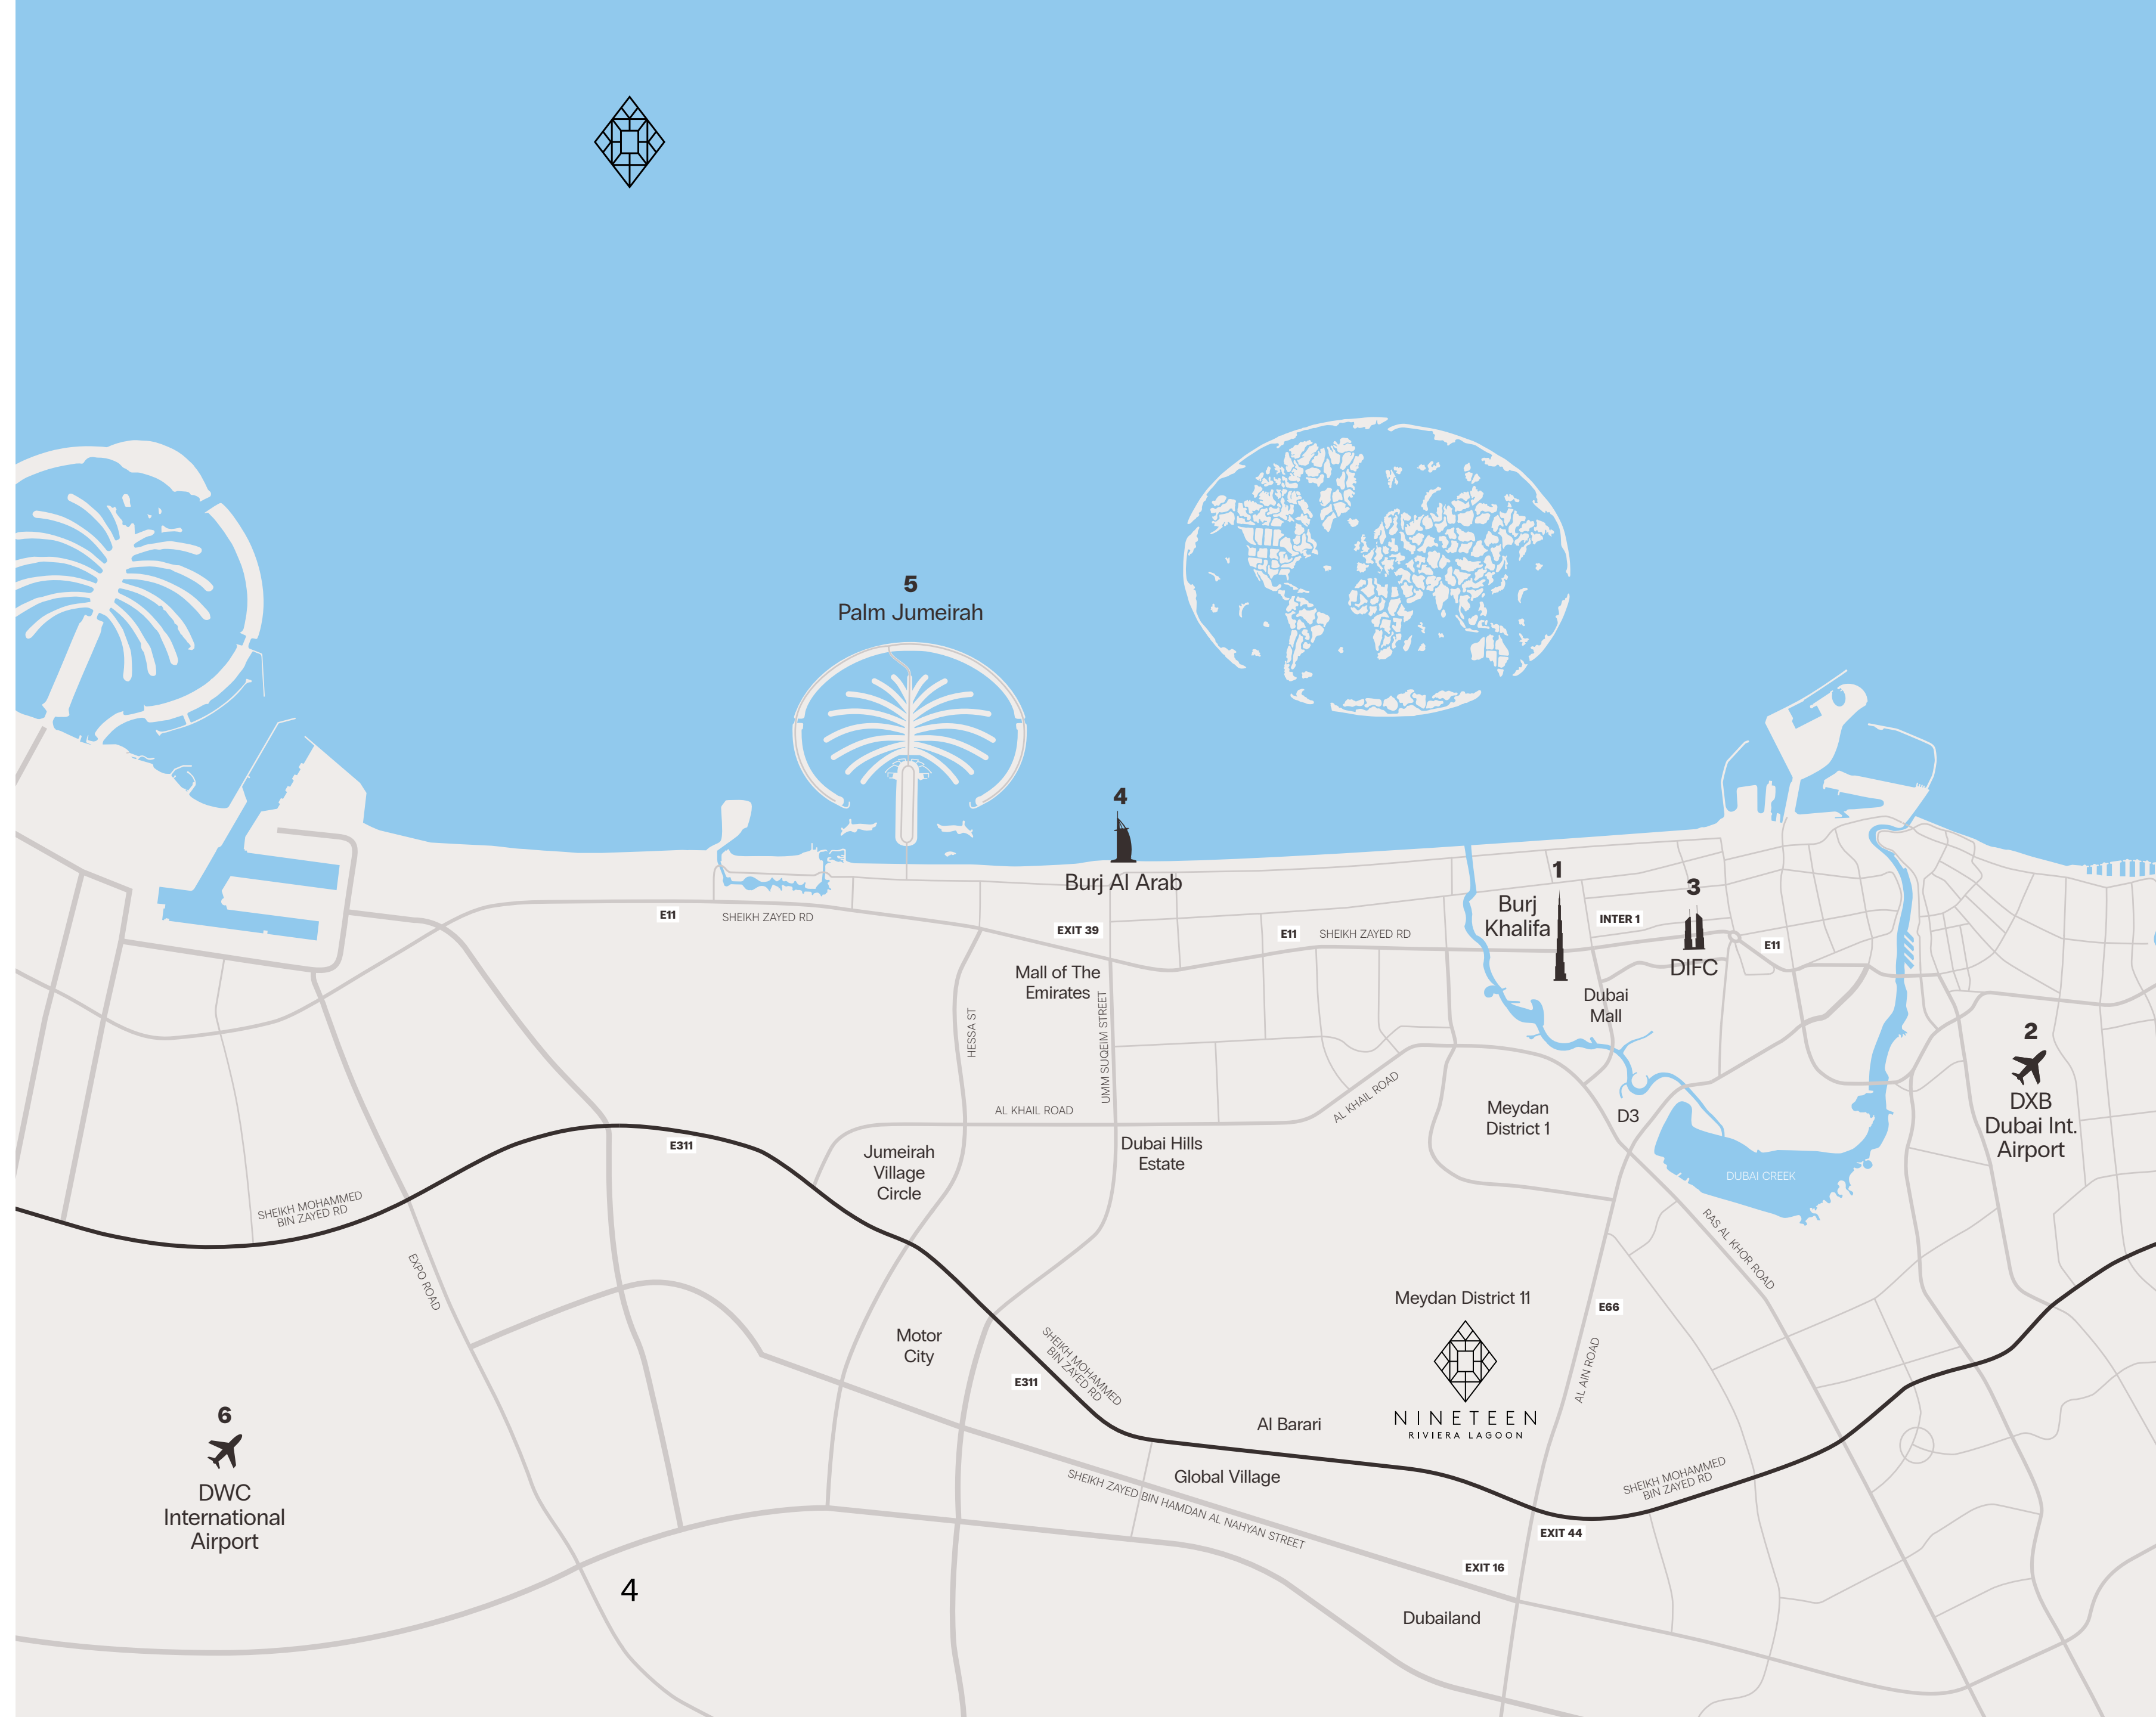 5
Palm Jumeirah
4
Burj Al Arab
1
Burj
Khalifa
3
DIFC
INTER 1
E11
SHEIKH ZAYED RD
EXIT 39
E11
SHEIKH ZAYED RD
E11
Mall of The
Emirates
Dubai
Mall
HESSA ST
UMM SUQEIM STREET
2
DXB
Dubai Int.
Airport
AL KHAIL ROAD
AL KHAIL ROAD
Meydan
District 1
D3
E311
Jumeirah
Village
Circle
Dubai Hills
Estate
DUBAI CREEK
SHEIKH MOHAMMED
BIN ZAYED RD
EXPO ROAD
RAS AL KHOR ROAD
Meydan District 11
E66
Motor
City
SHEIKH MOHAMMED
BIN ZAYED RD
E311
AL AIN ROAD
NINETEEN
RIVIERA LAGOON
Al Barari
6
DWC
International
Airport
Global Village
SHEIKH ZAYED BIN HAMDAN AL NAHYAN STREET
SHEIKH MOHAMMED
BIN ZAYED RD
EXIT 44
EXIT 16
4
Dubailand